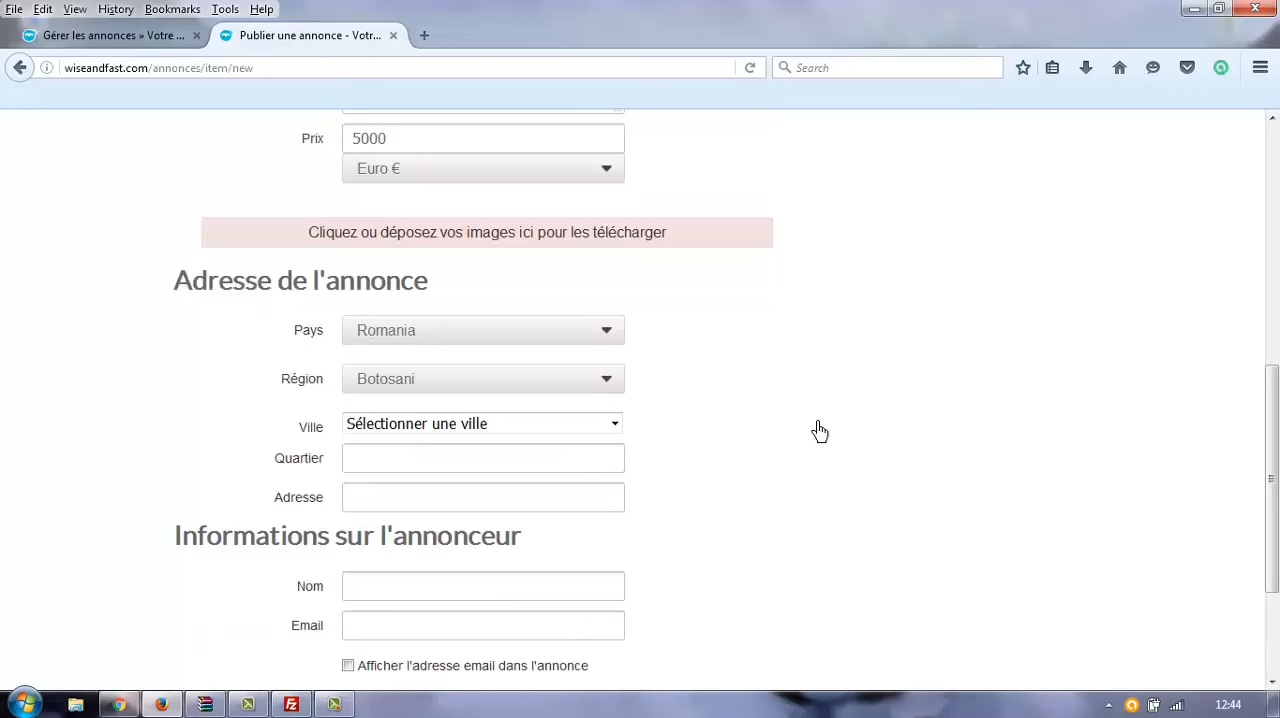 File Edit View History Bookmarks Tools Help
Gérer les annonces » Votre ... × Publier une annonce - Votr... × +
wiseandfast.com/annonces/item/new Search
Prix 5000
Euro €
Cliquez ou déposez vos images ici pour les télécharger
Adresse de l'annonce
Pays Romania
Région Botosani
Ville Sélectionner une ville
Quartier
Adresse
Informations sur l'annonceur
Nom
Email
Afficher l'adresse email dans l'annonce
12:44